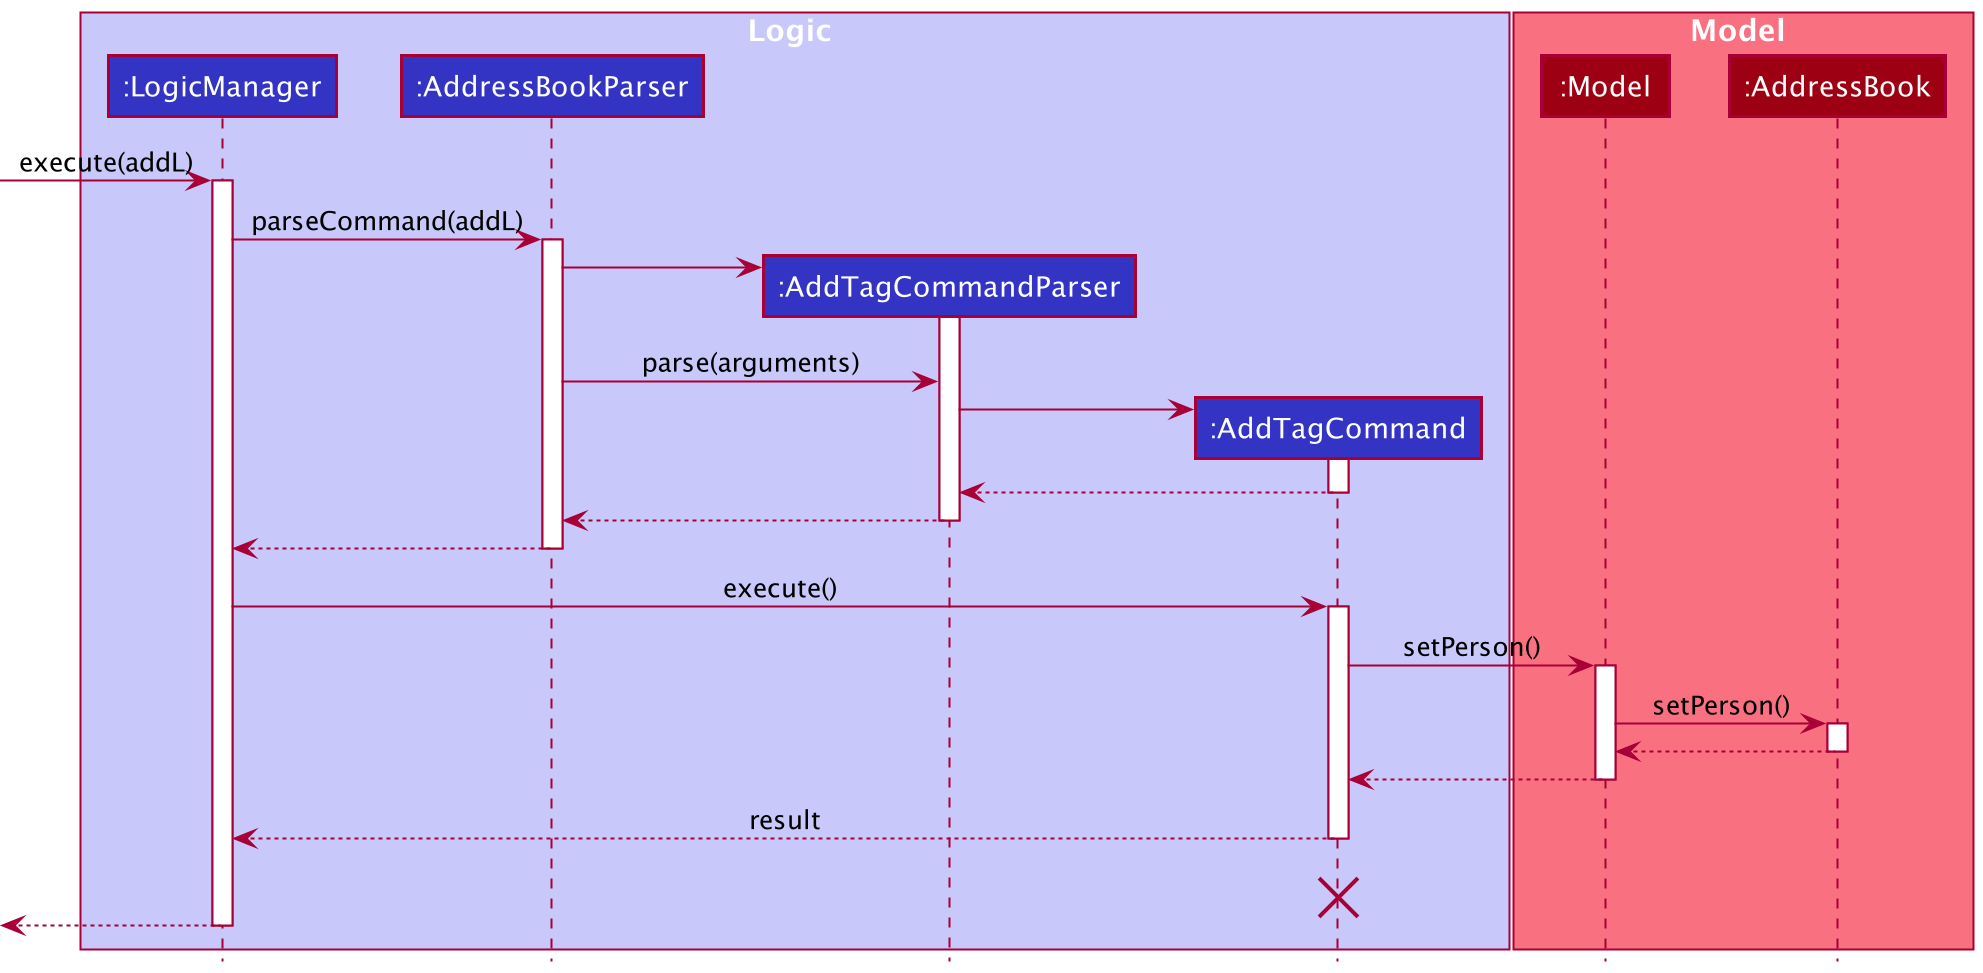 Logic
Model
:LogicManager
:AddressBookParser
:Model
:AddressBook
execute(addL)
parseCommand(addL)
:AddTagCommandParser
parse(arguments)
:AddTagCommand
execute()
setPerson()
setPerson()
result